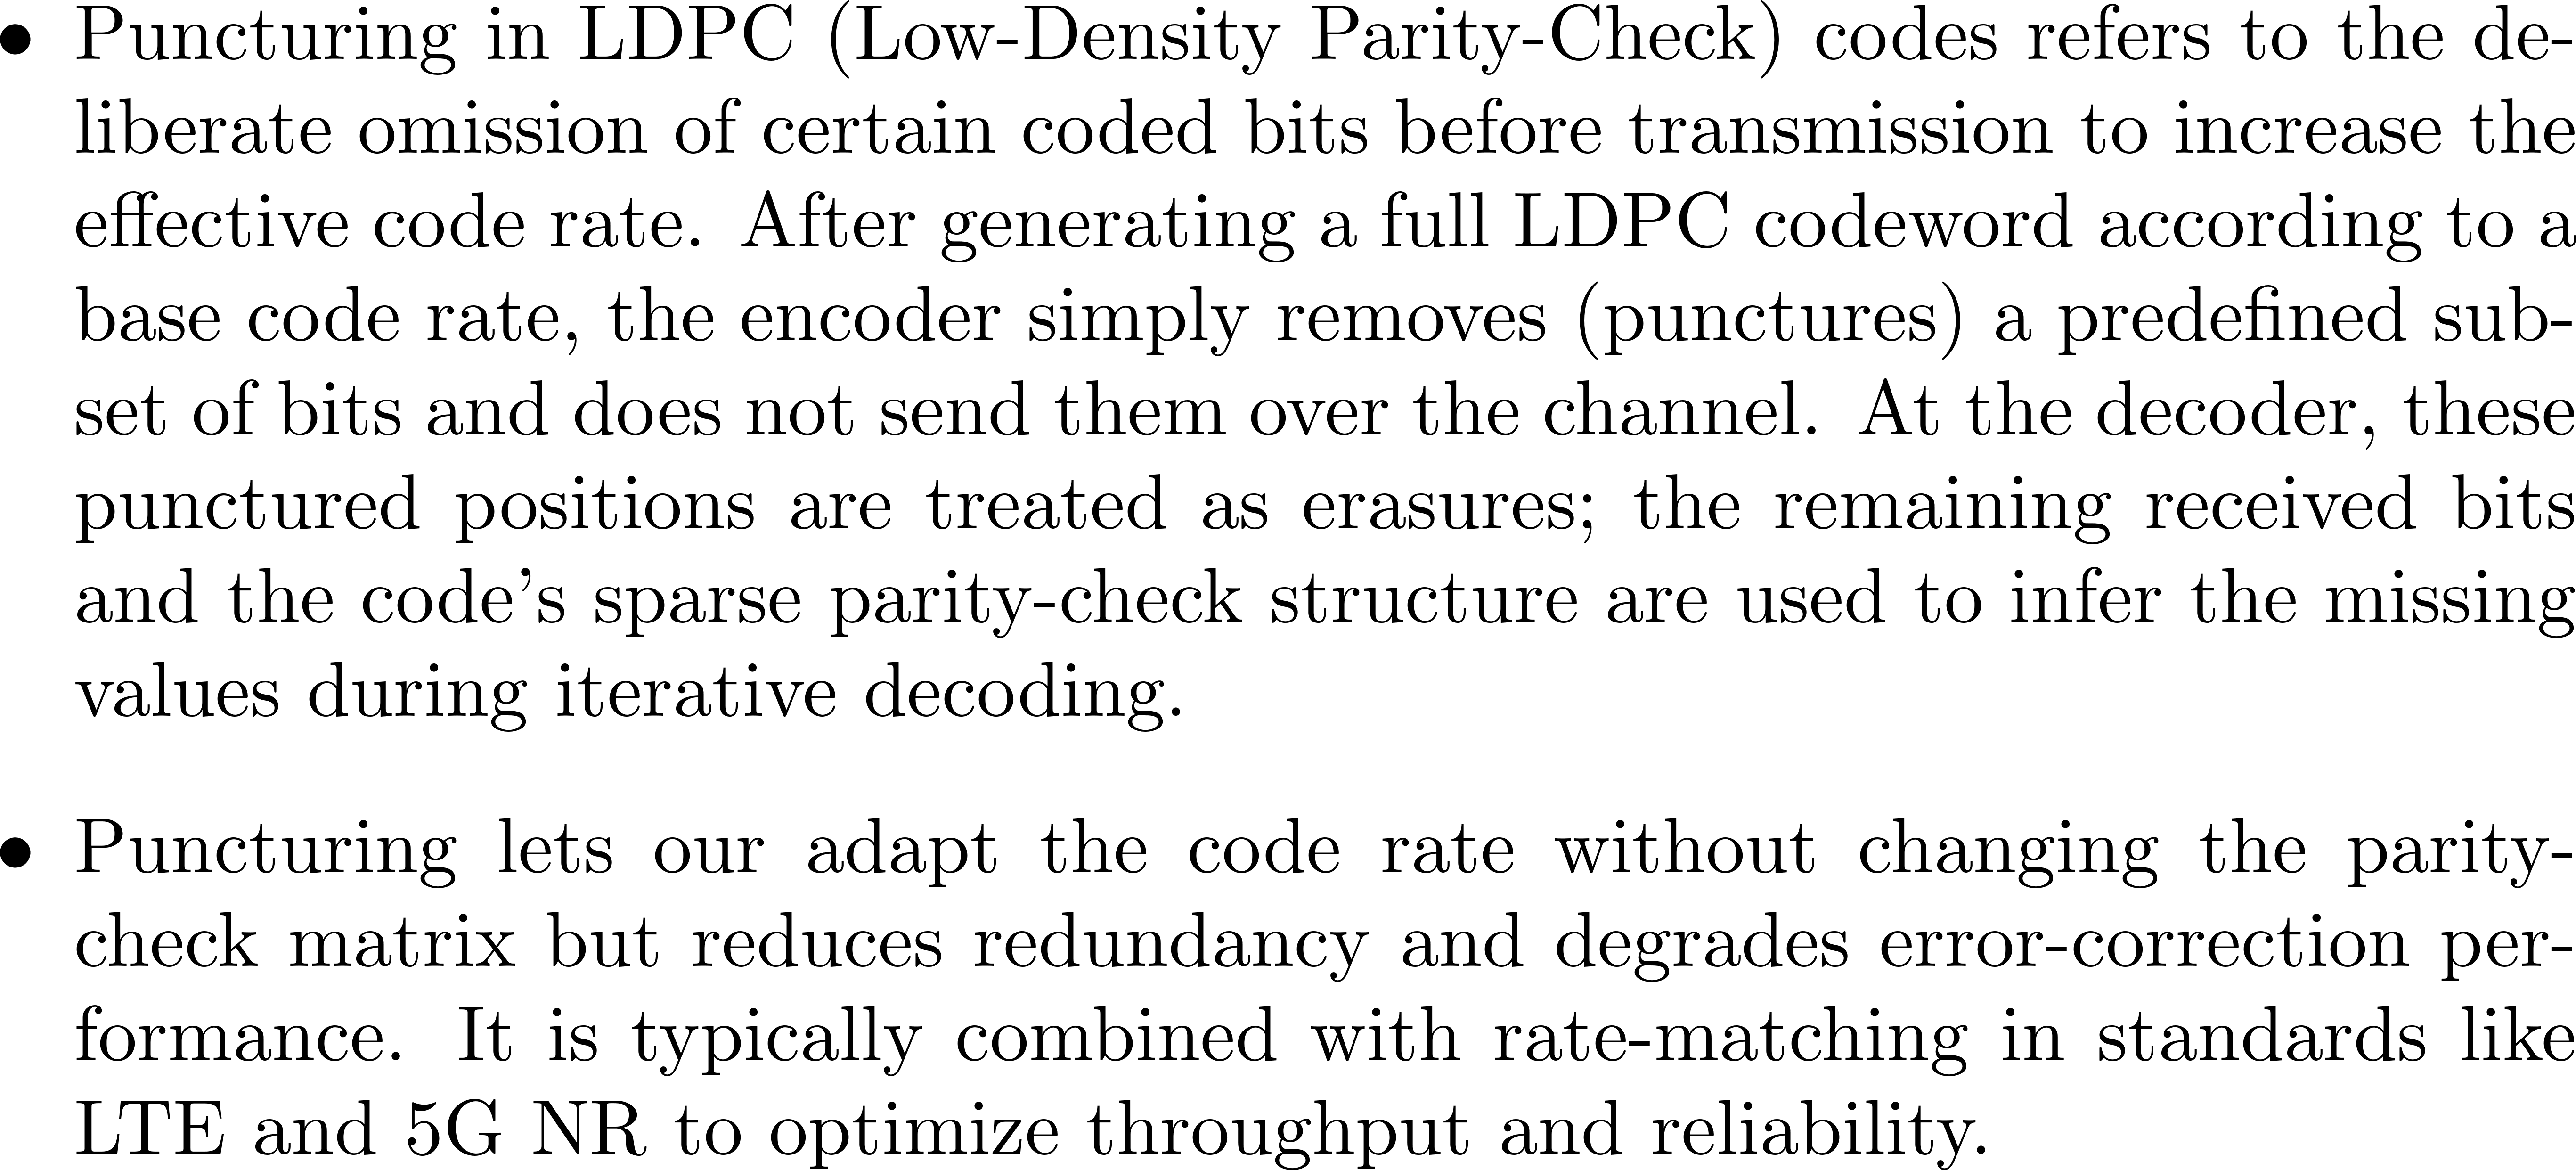 • Puncturing in LDPC (Low-Density Parity-Check) codes refers to the de-
liberate omission of certain coded bits before transmission to increase the
effective code rate. After generating a full LDPC codeword according to a
base code rate, the encoder simply removes (punctures) a predefined sub-
set of bits and does not send them over the channel. At the decoder, these
punctured positions are treated as erasures; the remaining received bits
and the code's sparse parity-check structure are used to infer the missing
values during iterative decoding.
• Puncturing lets our adapt the code rate without changing the parity-
check matrix but reduces redundancy and degrades error-correction per-
formance. It is typically combined with rate-matching in standards like
LTE and 5G NR to optimize throughput and reliability.